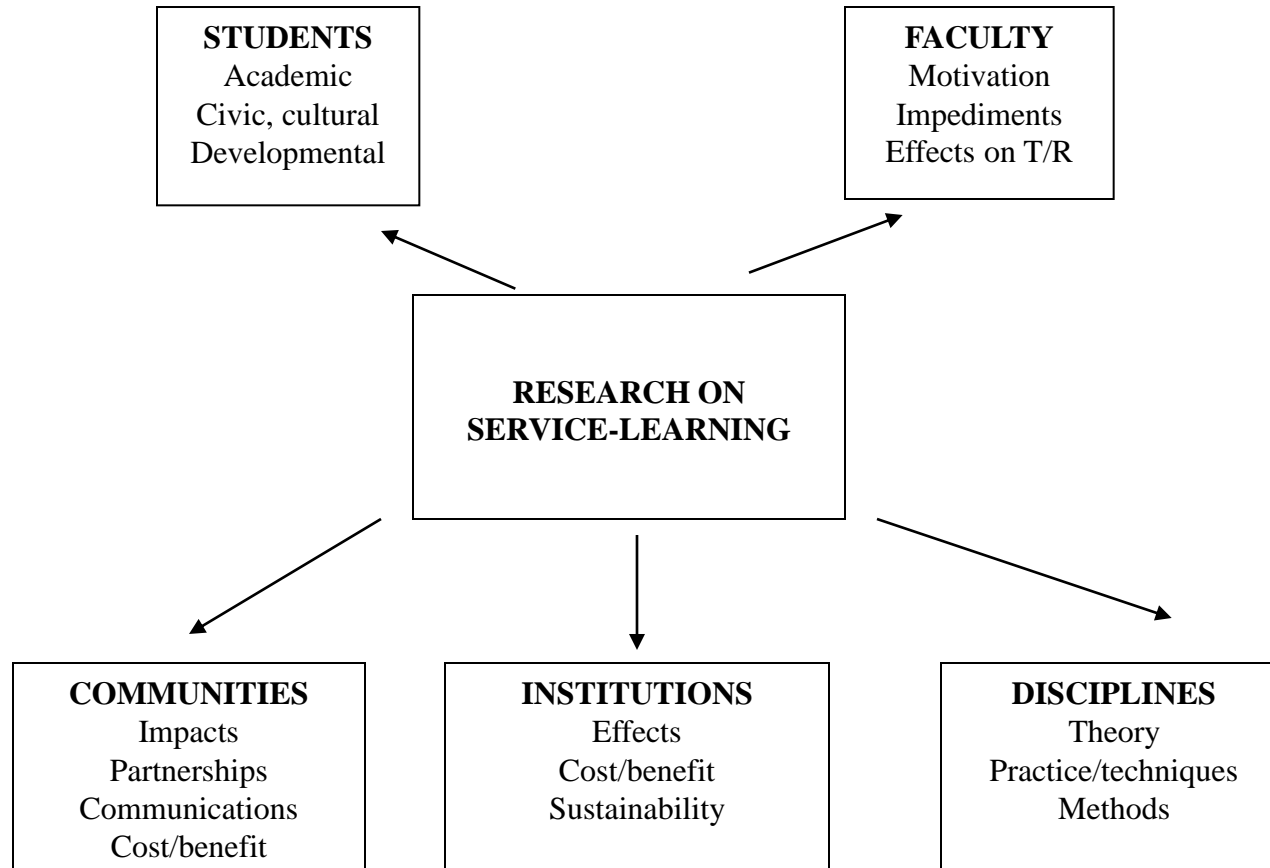 STUDENTS
Academic
Civic, cultural
Developmental
FACULTY
Motivation
Impediments
Effects on T/R
RESEARCH ON
SERVICE-LEARNING
COMMUNITIES
Impacts
Partnerships
Communications
Cost/benefit
INSTITUTIONS
Effects
Cost/benefit
Sustainability
DISCIPLINES
Theory
Practice/techniques
Methods